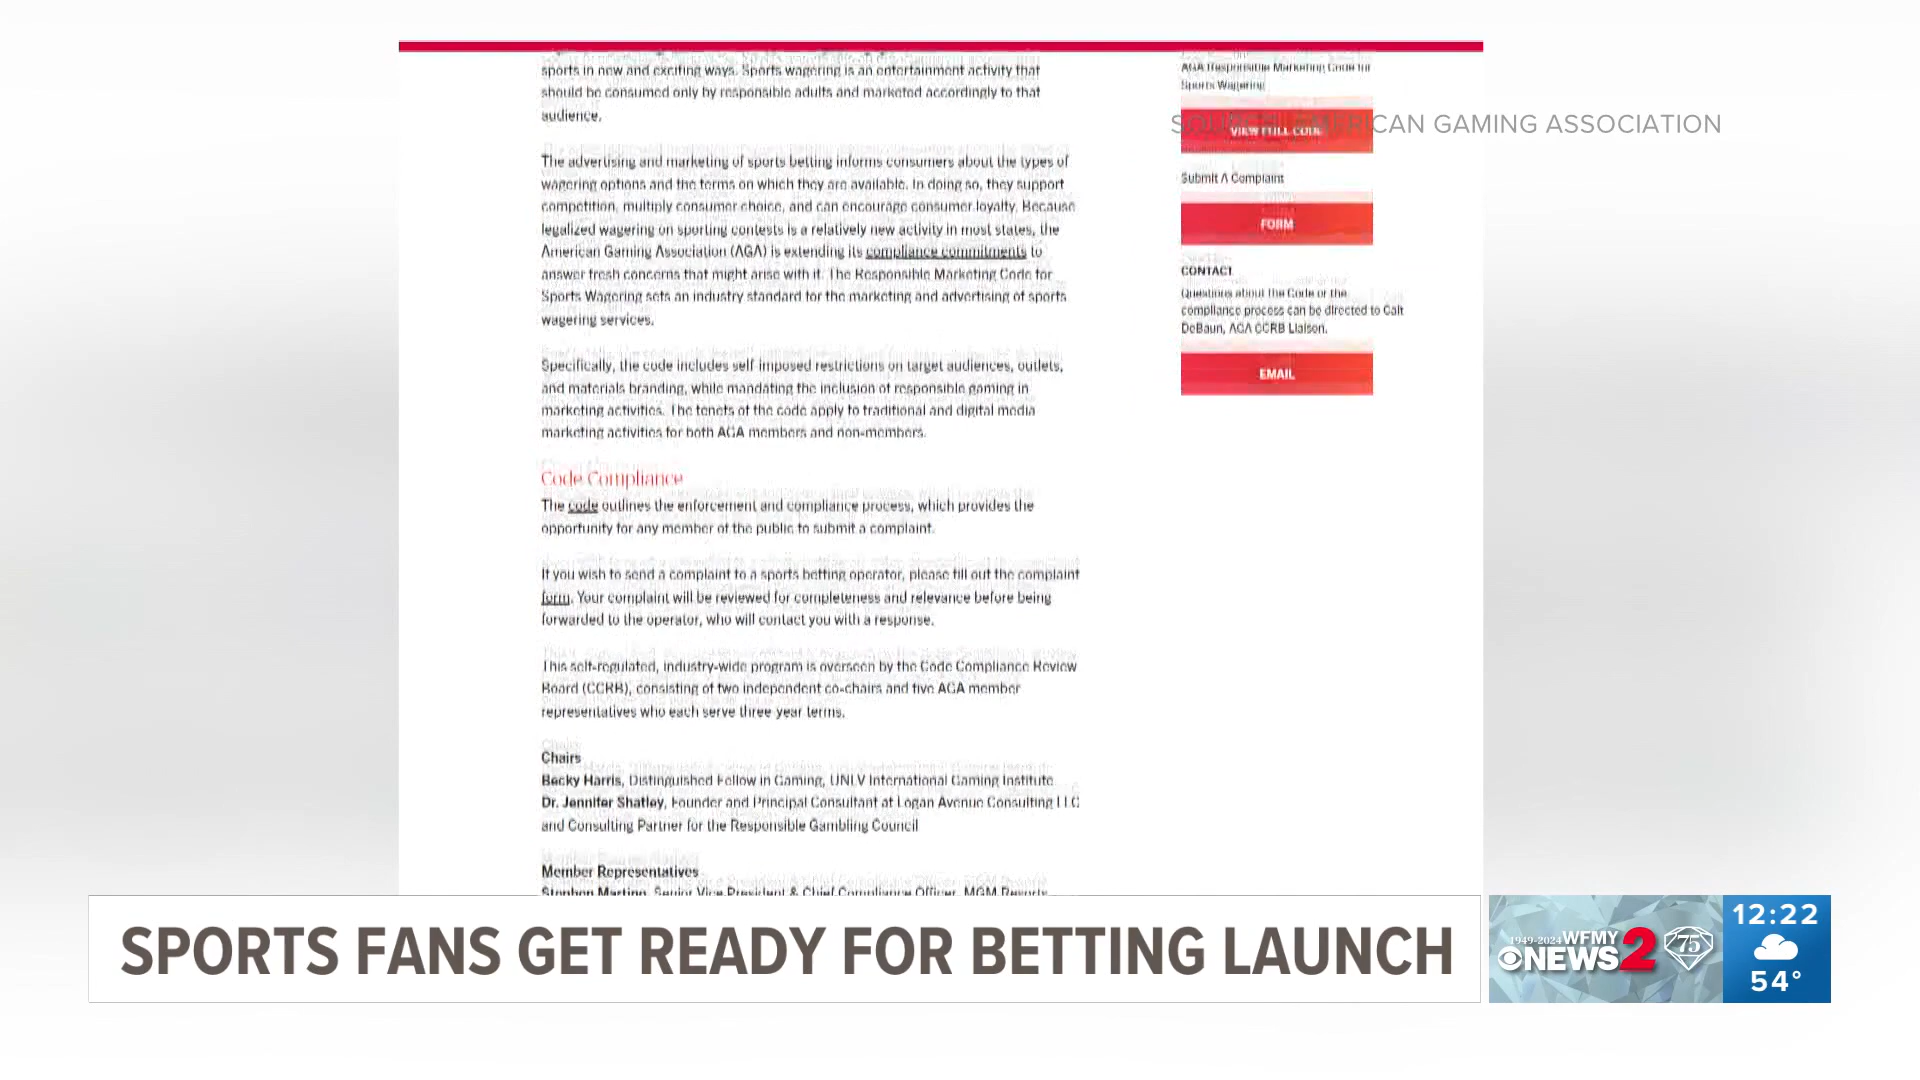 sports in new and exciting ways. Sports wagering is an entertainment activity that
should be consumed only by responsible adults and marketed accordingly to that
audience.
The advertising and marketing of sports betting informs consumers about the types of
wagering options and the terms on which they are available. In doing so, they support
competition, multiply consumer choice, and can encourage consumer loyalty. Because
legalized wagering on sporting contests is a relatively new activity in most states, the
American Gaming Association (AGA) is extending its compliance commitments to
answer fresh concerns that might arise with it. The Responsible Marketing Code for
Sports Wagering sets an industry standard for the marketing and advertising of sports
wagering services.
Specifically, the code includes self imposed restrictions on target audiences, outlets,
and materials branding, while mandating the inclusion of responsible gaming in
marketing activities. The tenets of the code apply to traditional and digital media
marketing activities for both AGA members and non-members.
Code Compliance
The code outlines the enforcement and compliance process, which provides the
opportunity for any member of the public to submit a complaint.
If you wish to send a complaint to a sports betting operator, please fill out the complaint
form. Your complaint will be reviewed for completeness and relevance before being
forwarded to the operator, who will contact you with a response.
This self-regulated, industry-wide program is overseen by the Code Compliance Review
Board (CCRB), consisting of two independent co-chairs and five AGA member
representatives who each serve three year terms.
Chairs
Becky Harris, Distinguished Fellow in Gaming, UNLV International Gaming Institute
Dr. Jennifer Shatley, Founder and Principal Consultant at Logan Avenue Consulting LLC
and Consulting Partner for the Responsible Gambling Council
Member Representatives
Stephen Martino, Senior Vice President & Chief Compliance Officer, MGM Resorts
AGA Responsible Marketing Code for
Sports Wagering
SOURCE: AMERICAN GAMING ASSOCIATION
VIEW FULL CODE
Submit A Complaint
FORM
CONTACT
Questions about the Code or the
compliance process can be directed to Cait
DeBaun, AGA CCRB Liaison.
EMAIL
SPORTS FANS GET READY FOR BETTING LAUNCH
1949-2024 WFMY
NEWS 2
75
12:22
54°